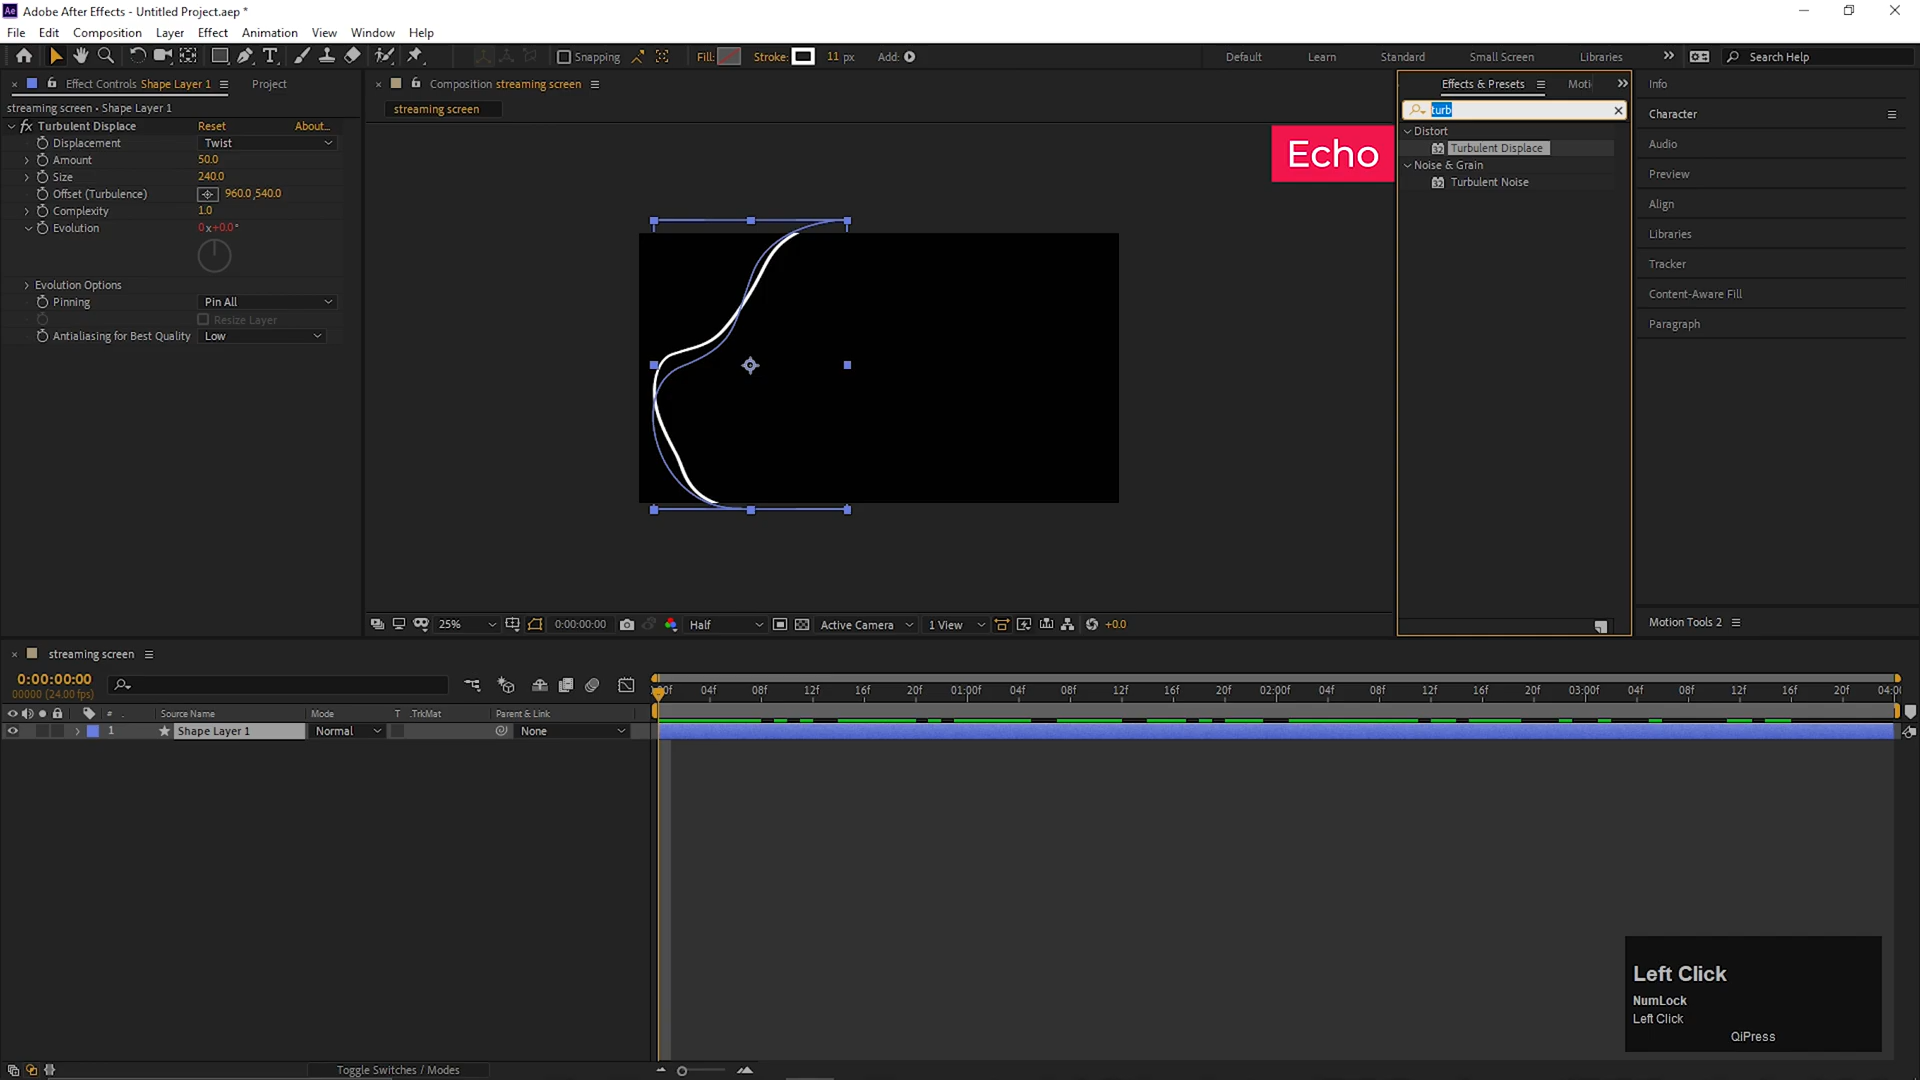 Adobe After Effects - Untitled Project.aep *
File Edit Composition Layer Effect Animation View Window Help
Snapping Fill: Stroke: 11 px Add: Default Learn Standard Small Screen Libraries Search Help
Effect Controls Shape Layer 1 Project
streaming screen • Shape Layer 1
fx Turbulent Displace Reset About...
Displacement Twist
Amount 50.0
Size 240.0
Offset (Turbulence) 960.0,540.0
Complexity 1.0
Evolution 0x+0.0°
Evolution Options
Pinning Pin All
Resize Layer
Antialiasing for Best Quality Low
Composition streaming screen
streaming screen
Echo
25% 0:00:00:00 Half Active Camera 1 View +0.0
Effects & Presets Moti
turb
Distort
Turbulent Displace
Noise & Grain
Turbulent Noise
Info
Character
Audio
Preview
Align
Libraries
Tracker
Content-Aware Fill
Paragraph
Motion Tools 2
streaming screen
0:00:00:00
00000 (24.00 fps)
04f 08f 12f 16f 20f 01:00f 04f 08f 12f 16f 20f 02:00f 04f 08f 12f 16f 20f 03:00f 04f 08f 12f 16f 20f
# Source Name Mode T .TrkMat Parent & Link
1 Shape Layer 1 Normal None
Left Click
NumLock
Left Click
QiPress
Toggle Switches / Modes